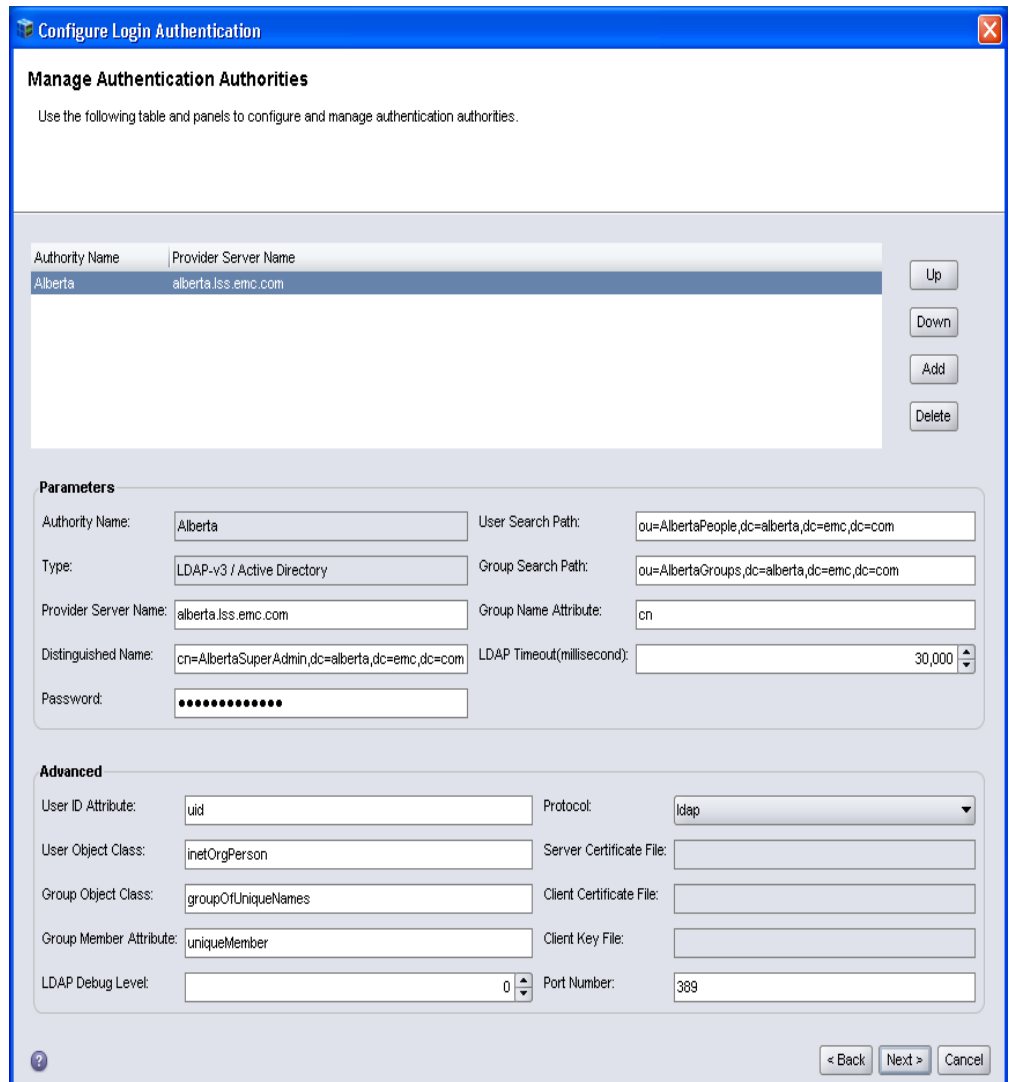 Configure Login Authentication
Manage Authentication Authorities
Use the following table and panels to configure and manage authentication authorities.
Authority Name Provider Server Name
Alberta alberta.lss.emc.com
Up
Down
Add
Delete
Parameters
Authority Name: Alberta User Search Path: ou=AlbertaPeople,dc=alberta,dc=emc,dc=com
Type: LDAP-v3 / Active Directory Group Search Path: ou=AlbertaGroups,dc=alberta,dc=emc,dc=com
Provider Server Name: alberta.lss.emc.com Group Name Attribute: cn
Distinguished Name: cn=AlbertaSuperAdmin,dc=alberta,dc=emc,dc=com LDAP Timeout(millisecond): 30,000
Password: •••••••••••••
Advanced
User ID Attribute: uid Protocol: ldap
User Object Class: inetOrgPerson Server Certificate File:
Group Object Class: groupOfUniqueNames Client Certificate File:
Group Member Attribute: uniqueMember Client Key File:
LDAP Debug Level: 0 Port Number: 389
? < Back Next > Cancel